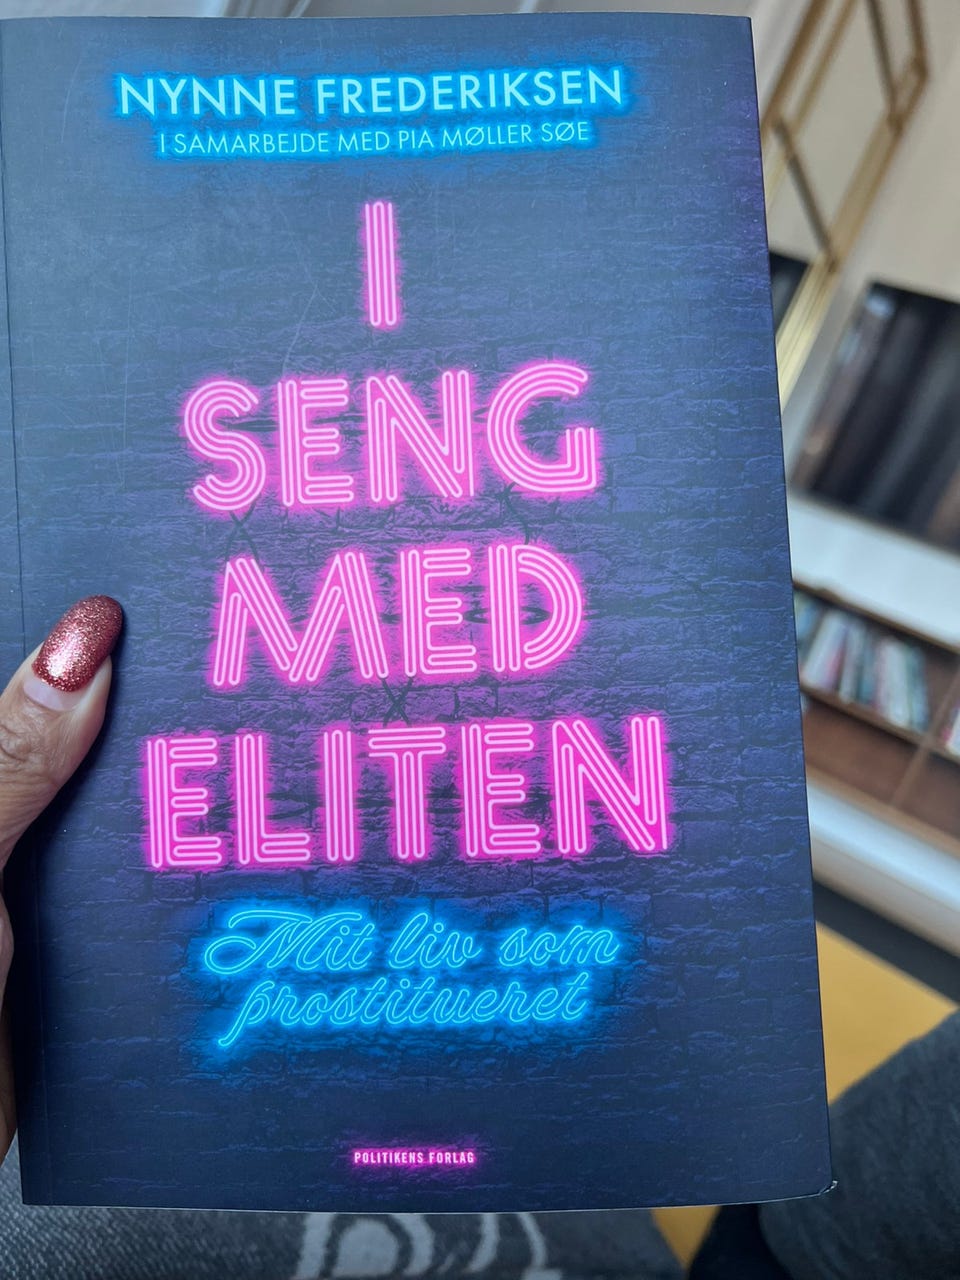 NYNNE FREDERIKSEN
I SAMARBEJDE MED PIA MØLLER SØE
I
SENG
MED
ELITEN
Mit liv som
prostitueret
POLITIKENS FORLAG